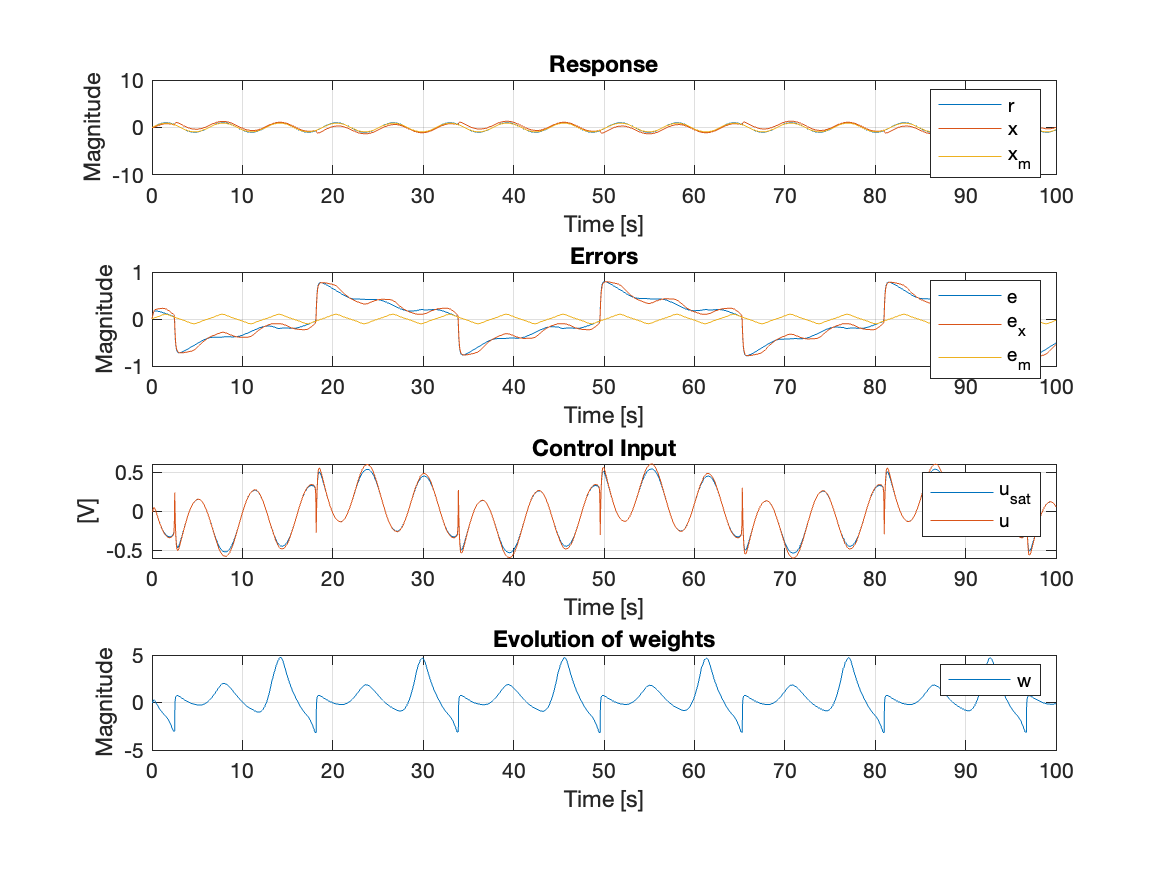 Response
Magnitude
10
0
-10
r
x
x_m
0 10 20 30 40 50 60 70 80 90 100
Time [s]
Errors
Magnitude
1
0
-1
e
e_x
e_m
0 10 20 30 40 50 60 70 80 90 100
Time [s]
Control Input
[V]
0.5
0
-0.5
u_sat
u
0 10 20 30 40 50 60 70 80 90 100
Time [s]
Evolution of weights
Magnitude
5
0
-5
w
0 10 20 30 40 50 60 70 80 90 100
Time [s]